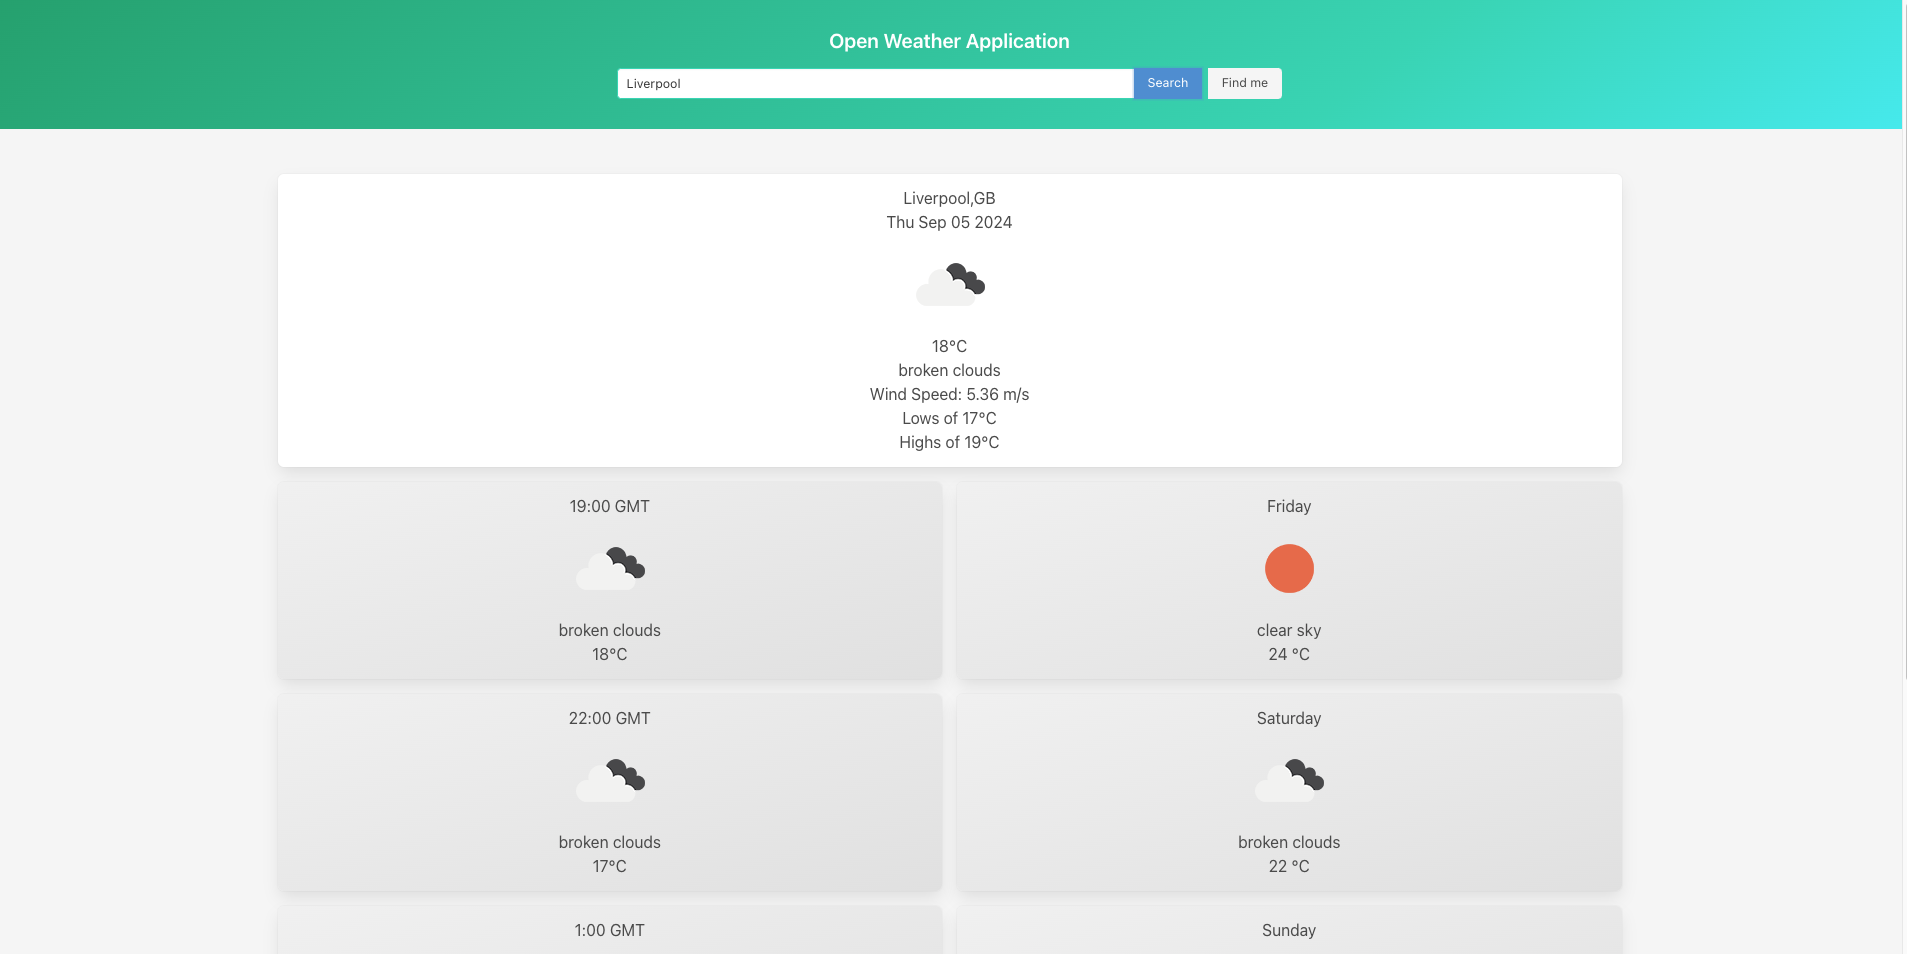 Open Weather Application
Liverpool
Search
Find me
Liverpool,GB
Thu Sep 05 2024
18°C
broken clouds
Wind Speed: 5.36 m/s
Lows of 17°C
Highs of 19°C
19:00 GMT
broken clouds
18°C
Friday
clear sky
24 °C
22:00 GMT
broken clouds
17°C
Saturday
broken clouds
22 °C
1:00 GMT
Sunday